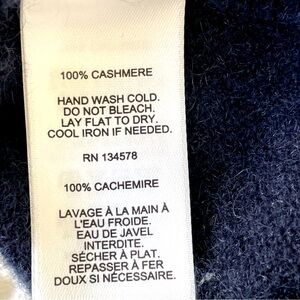 100% CASHMERE
HAND WASH COLD.
DO NOT BLEACH.
LAY FLAT TO DRY.
COOL IRON IF NEEDED.
RN 134578
100% CACHEMIRE
LAVAGE À LA MAIN À
L'EAU FROIDE.
EAU DE JAVEL
INTERDITE.
SÉCHER À PLAT.
REPASSER À FER
DOUX SI NÉCESSAIRE.